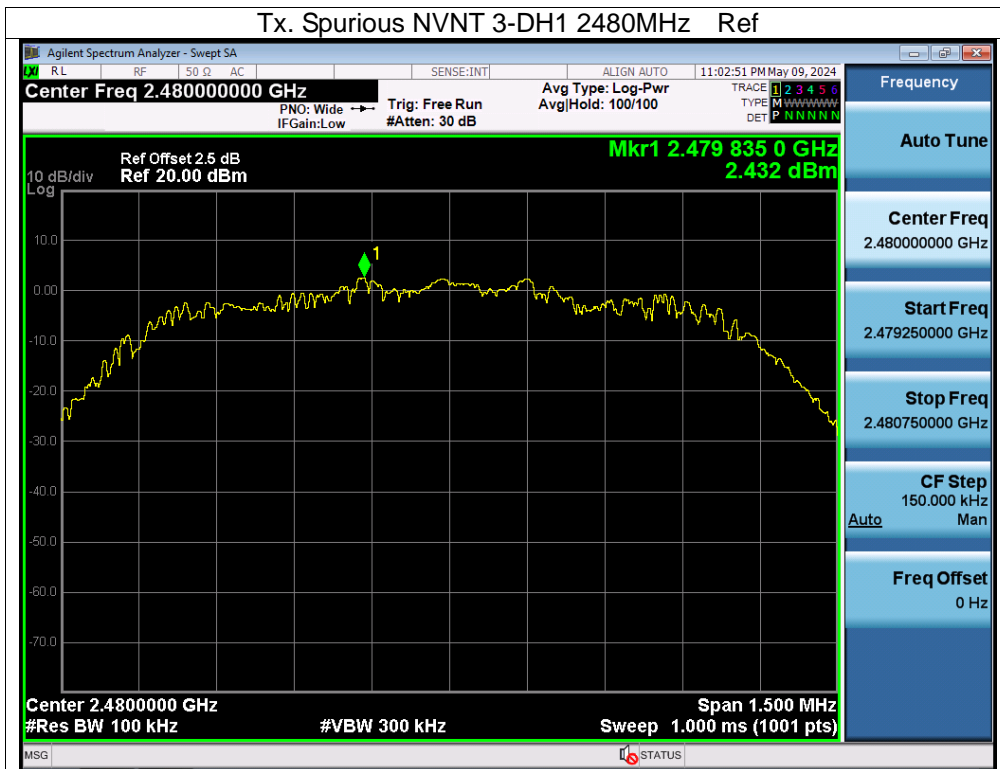 Tx. Spurious NVNT 3-DH1 2480MHz Ref
Agilent Spectrum Analyzer - Swept SA
LXI RL RF 50 Ω AC SENSE:INT ALIGN AUTO 11:02:51 PM May 09, 2024
Center Freq 2.480000000 GHz
PNO: Wide
IFGain:Low
Trig: Free Run
#Atten: 30 dB
Avg Type: Log-Pwr
Avg|Hold: 100/100
TRACE 1 2 3 4 5 6
TYPE M W W W W W
DET P N N N N N
Mkr1 2.479 835 0 GHz
2.432 dBm
Ref Offset 2.5 dB
10 dB/div Ref 20.00 dBm
Log
10.0
0.00
-10.0
-20.0
-30.0
-40.0
-50.0
-60.0
-70.0
1
Center 2.4800000 GHz Span 1.500 MHz
#Res BW 100 kHz #VBW 300 kHz Sweep 1.000 ms (1001 pts)
MSG STATUS
Frequency
Auto Tune
Center Freq
2.480000000 GHz
Start Freq
2.479250000 GHz
Stop Freq
2.480750000 GHz
CF Step
150.000 kHz
Auto Man
Freq Offset
0 Hz